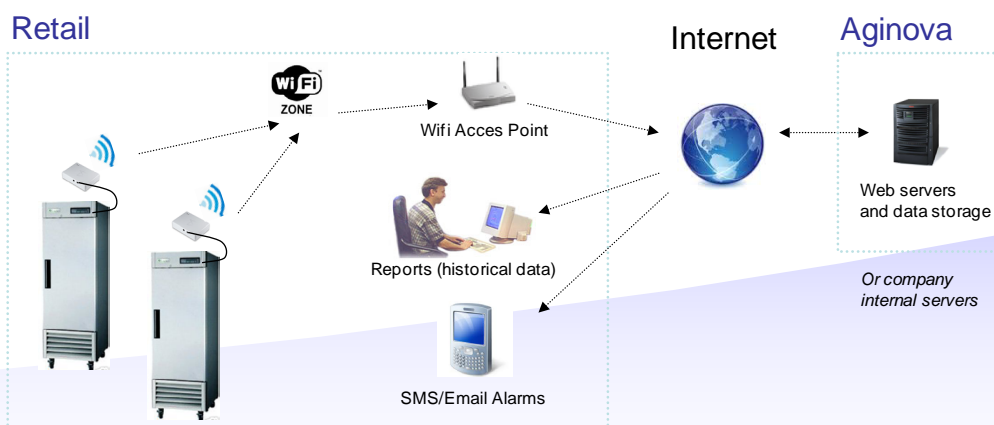 Retail
Internet
Aginova
Wi Fi
ZONE
Wifi Acces Point
Web servers
and data storage
Reports (historical data)
Or company
internal servers
SMS/Email Alarms